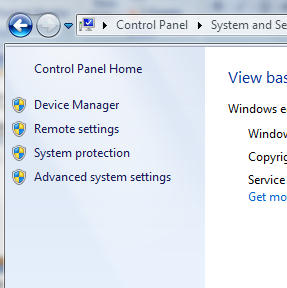 Control Panel System and Se
Control Panel Home
View bas
Device Manager
Windows e
Remote settings
Window
System protection
Copyrig
Advanced system settings
Service
Get mo